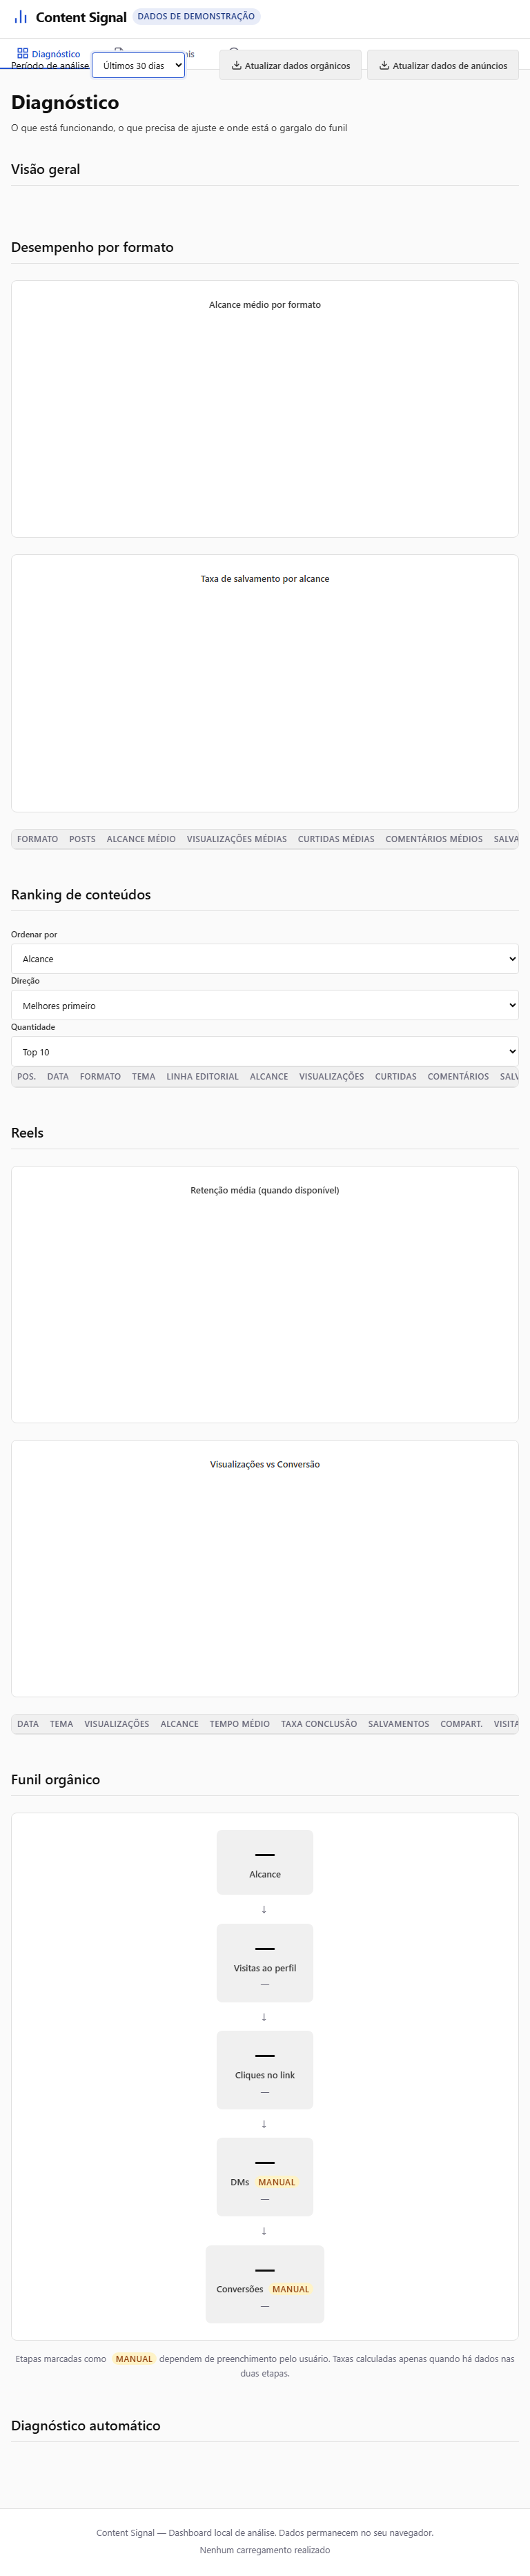 Content Signal DADOS DE DEMONSTRAÇÃO
Diagnóstico
Período de análise Últimos 30 dias
Atualizar dados orgânicos
Atualizar dados de anúncios
Diagnóstico
O que está funcionando, o que precisa de ajuste e onde está o gargalo do funil
Visão geral
Desempenho por formato
Alcance médio por formato
Taxa de salvamento por alcance
FORMATO POSTS ALCANCE MÉDIO VISUALIZAÇÕES MÉDIAS CURTIDAS MÉDIAS COMENTÁRIOS MÉDIOS SALVA
Ranking de conteúdos
Ordenar por
Alcance
Direção
Melhores primeiro
Quantidade
Top 10
POS. DATA FORMATO TEMA LINHA EDITORIAL ALCANCE VISUALIZAÇÕES CURTIDAS COMENTÁRIOS SALV
Reels
Retenção média (quando disponível)
Visualizações vs Conversão
DATA TEMA VISUALIZAÇÕES ALCANCE TEMPO MÉDIO TAXA CONCLUSÃO SALVAMENTOS COMPART. VISITA
Funil orgânico
—
Alcance
↓
—
Visitas ao perfil
—
↓
—
Cliques no link
—
↓
—
DMs MANUAL
—
↓
—
Conversões MANUAL
—
Etapas marcadas como MANUAL dependem de preenchimento pelo usuário. Taxas calculadas apenas quando há dados nas
duas etapas.
Diagnóstico automático
Content Signal — Dashboard local de análise. Dados permanecem no seu navegador.
Nenhum carregamento realizado